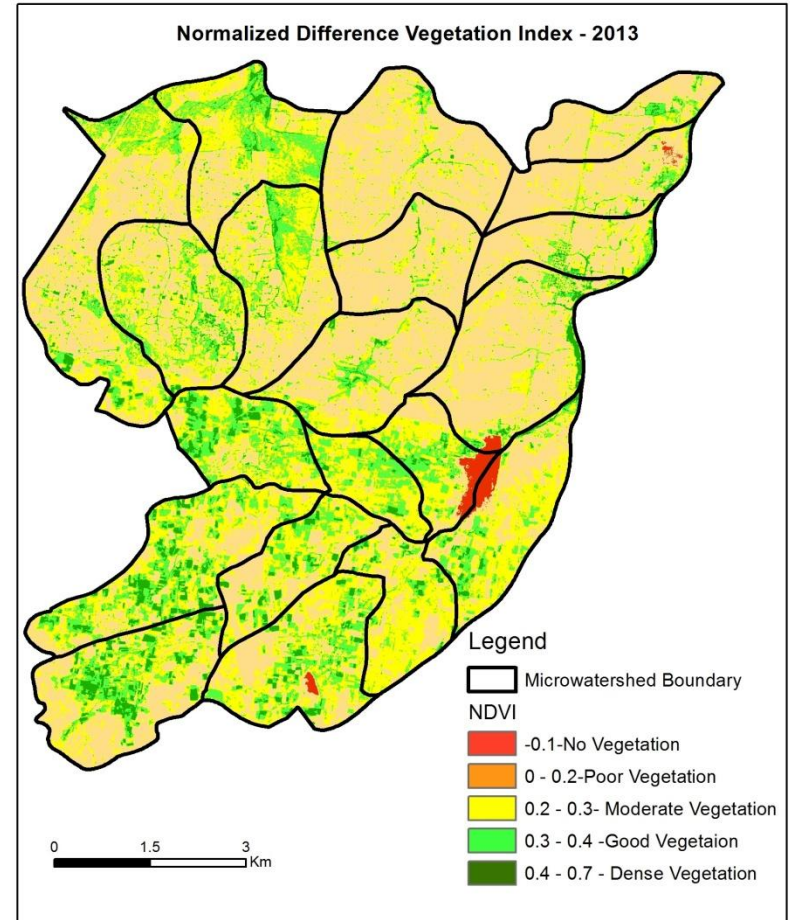 Normalized Difference Vegetation Index - 2013
Legend
Microwatershed Boundary
NDVI
-0.1-No Vegetation
0 - 0.2-Poor Vegetation
0.2 - 0.3- Moderate Vegetation
0.3 - 0.4 -Good Vegetaion
0.4 - 0.7 - Dense Vegetation
0 1.5 3
Km